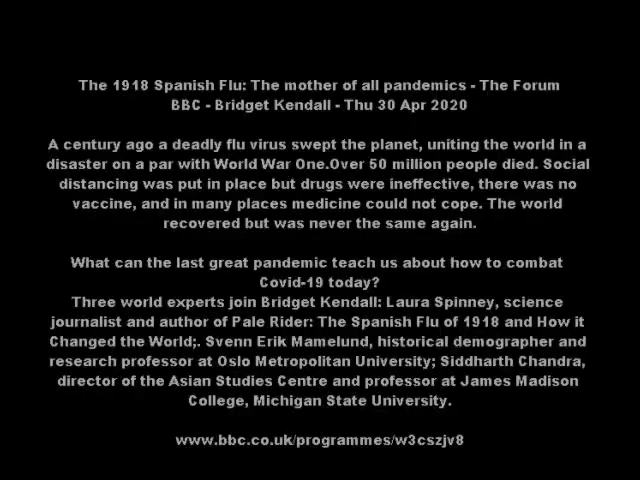 The 1918 Spanish Flu: The mother of all pandemics - The Forum
BBC - Bridget Kendall - Thu 30 Apr 2020
A century ago a deadly flu virus swept the planet, uniting the world in a
disaster on a par with World War One.Over 50 million people died. Social
distancing was put in place but drugs were ineffective, there was no
vaccine, and in many places medicine could not cope. The world
recovered but was never the same again.
What can the last great pandemic teach us about how to combat
Covid-19 today?
Three world experts join Bridget Kendall: Laura Spinney, science
journalist and author of Pale Rider: The Spanish Flu of 1918 and How it
Changed the World;. Svenn Erik Mamelund, historical demographer and
research professor at Oslo Metropolitan University; Siddharth Chandra,
director of the Asian Studies Centre and professor at James Madison
College, Michigan State University.
www.bbc.co.uk/programmes/w3cszjv8